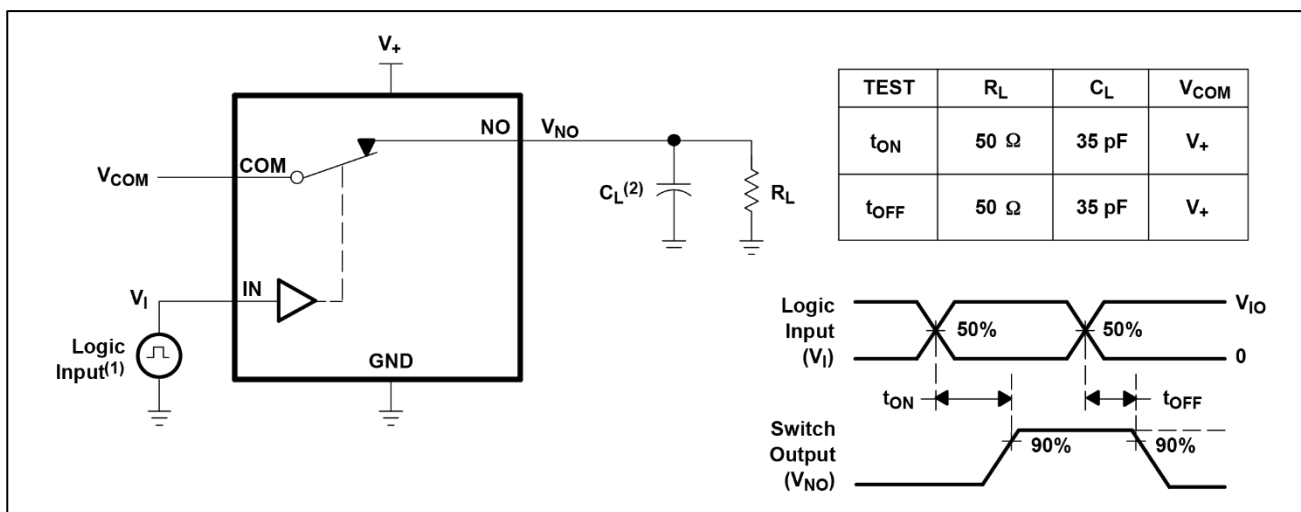 V+
NO
VNO
COM
VCOM
CL(2)
RL
VI
IN
Logic
Input(1)
GND
TEST RL CL VCOM
tON 50 Ω 35 pF V+
tOFF 50 Ω 35 pF V+
Logic
Input
(VI)
50%
50%
VIO
0
tON
tOFF
Switch
Output
(VNO)
90%
90%